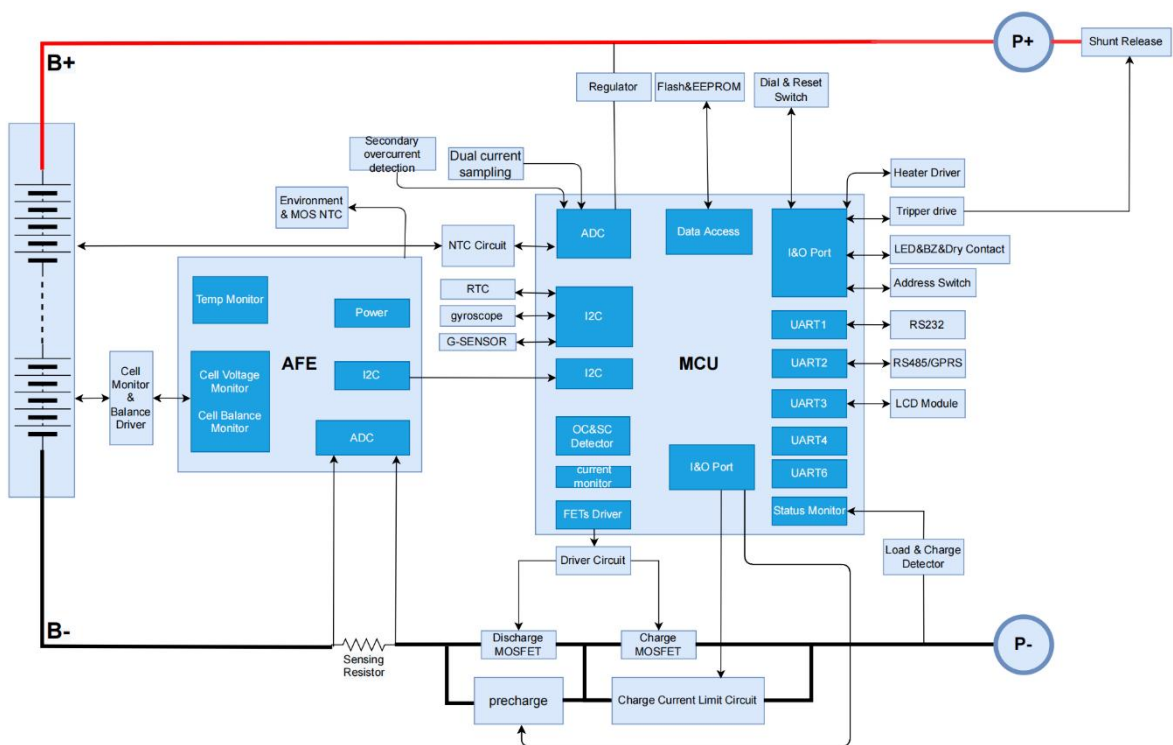 B+
P+
Shunt Release
Regulator
Flash&EEPROM
Dial & Reset
Switch
Secondary
overcurrent
detection
Dual current
sampling
Heater Driver
Environment
& MOS NTC
Tripper drive
NTC Circuit
ADC
Data Access
I&O Port
LED&BZ&Dry Contact
Address Switch
Temp Monitor
Power
RTC
gyroscope
G-SENSOR
I2C
UART1
RS232
AFE
MCU
UART2
RS485/GPRS
Cell
Monitor
&
Balance
Driver
Cell Voltage
Monitor
Cell Balance
Monitor
I2C
I2C
UART3
LCD Module
ADC
OC&SC
Detector
UART4
current
monitor
I&O Port
UART6
FETs Driver
Status Monitor
Driver Circuit
Load & Charge
Detector
B-
Sensing
Resistor
Discharge
MOSFET
Charge
MOSFET
P-
precharge
Charge Current Limit Circuit